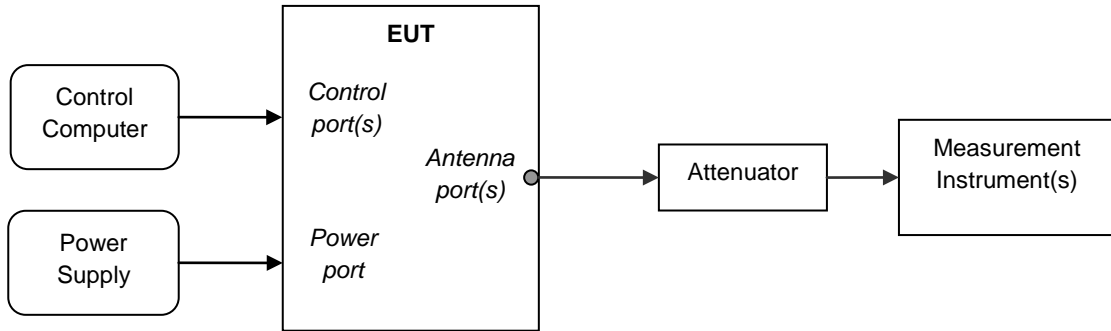 EUT
Control
Computer
Control
port(s)
Antenna
port(s)
Attenuator
Measurement
Instrument(s)
Power
Supply
Power
port